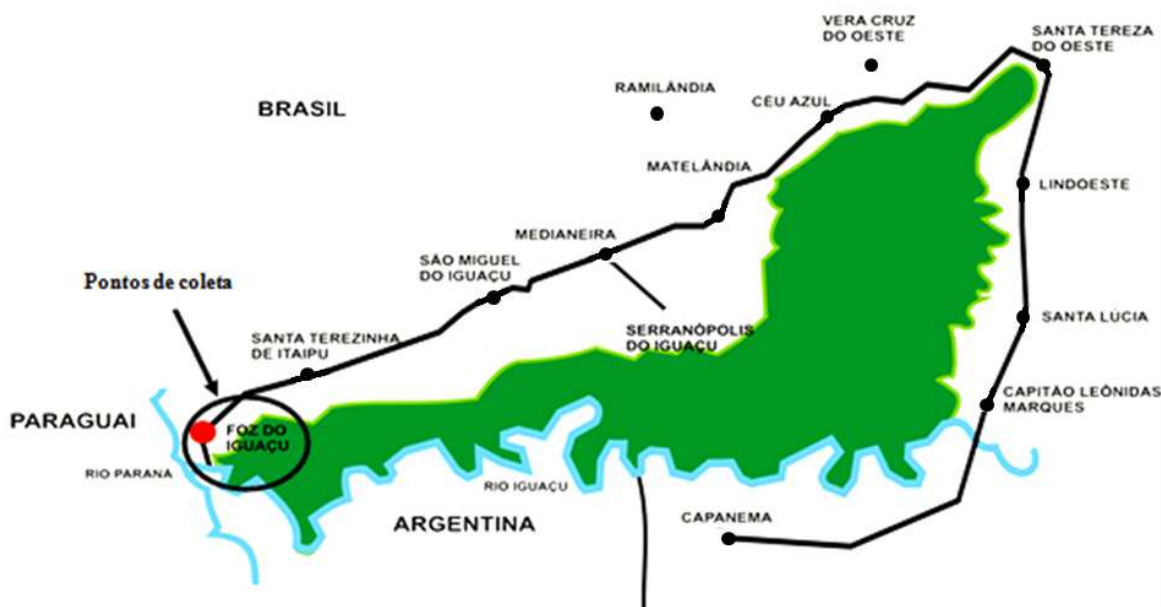 VERA CRUZ
DO OESTE
SANTA TEREZA
DO OESTE
RAMILÂNDIA
BRASIL
CEU AZUL
MATELÂNDIA
LINDOESTE
MEDIANEIRA
SÃO MIGUEL
DO IGUAÇU
Pontos de coleta
SANTA TEREZINHA
DE ITAIPU
SERRANÓPOLIS
DO IGUAÇU
SANTA LÚCIA
CAPITÃO LEÔNIDAS
MARQUES
PARAGUAI
FOZ DO
IGUAÇU
RIO PARANÁ
RIO IGUAÇU
ARGENTINA
CAPANEMA